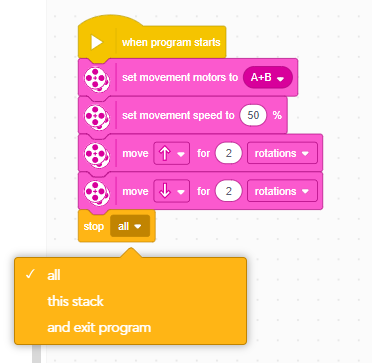 when program starts
set movement motors to A+B
set movement speed to 50 %
move for 2 rotations
move for 2 rotations
stop all
✓ all
this stack
and exit program